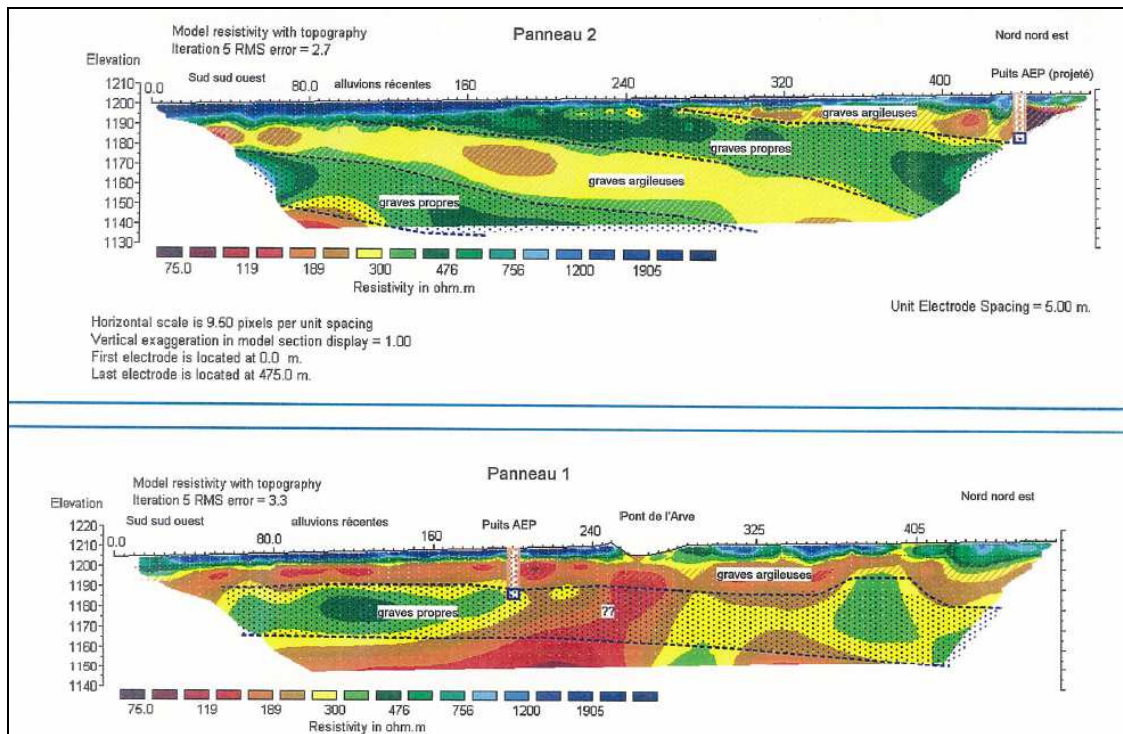 Model resistivity with topography
Iteration 5 RMS error = 2.7
Panneau 2
Nord nord est
Elevation
Sud sud ouest
alluvions récentes
Puits AEP (projeté)
0.0 80.0 160 240 320 400
1210
1200
1190
1180
1170
1160
1150
1140
1130
graves argileuses
graves propres
graves argileuses
graves propres
75.0 119 189 300 476 756 1200 1905
Resistivity in ohm.m
Unit Electrode Spacing = 5.00 m.
Horizontal scale is 9.50 pixels per unit spacing
Vertical exaggeration in model section display = 1.00
First electrode is located at 0.0 m.
Last electrode is located at 475.0 m.
Panneau 1
Model resistivity with topography
Iteration 5 RMS error = 3.3
Nord nord est
Elevation
Sud sud ouest
alluvions récentes
Puits AEP
Pont de l'Arve
0.0 80.0 160 240 325 405
1220
1210
1200
1190
1180
1170
1160
1150
1140
graves argileuses
graves propres
??
75.0 119 189 300 476 756 1200 1905
Resistivity in ohm.m